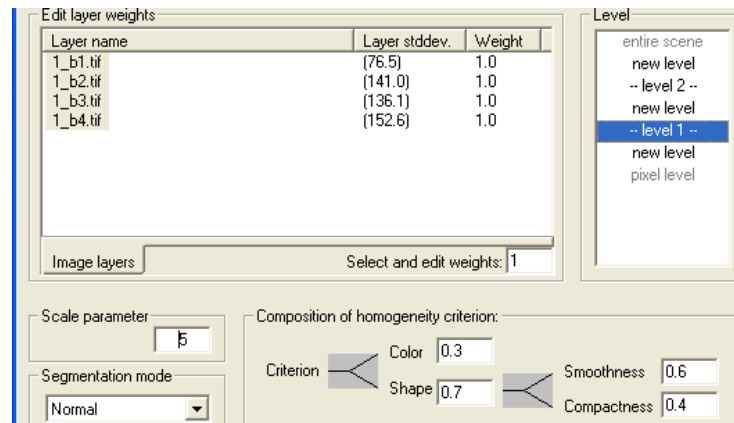 Edit layer weights
Layer name Layer stddev. Weight
1_b1.tif (76.5) 1.0
1_b2.tif (141.0) 1.0
1_b3.tif (136.1) 1.0
1_b4.tif (152.6) 1.0
Image layers Select and edit weights: 1
Level
entire scene
new level
-- level 2 --
new level
-- level 1 --
new level
pixel level
Scale parameter
5
Segmentation mode
Normal
Composition of homogeneity criterion:
Criterion
Color 0.3
Shape 0.7
Smoothness 0.6
Compactness 0.4